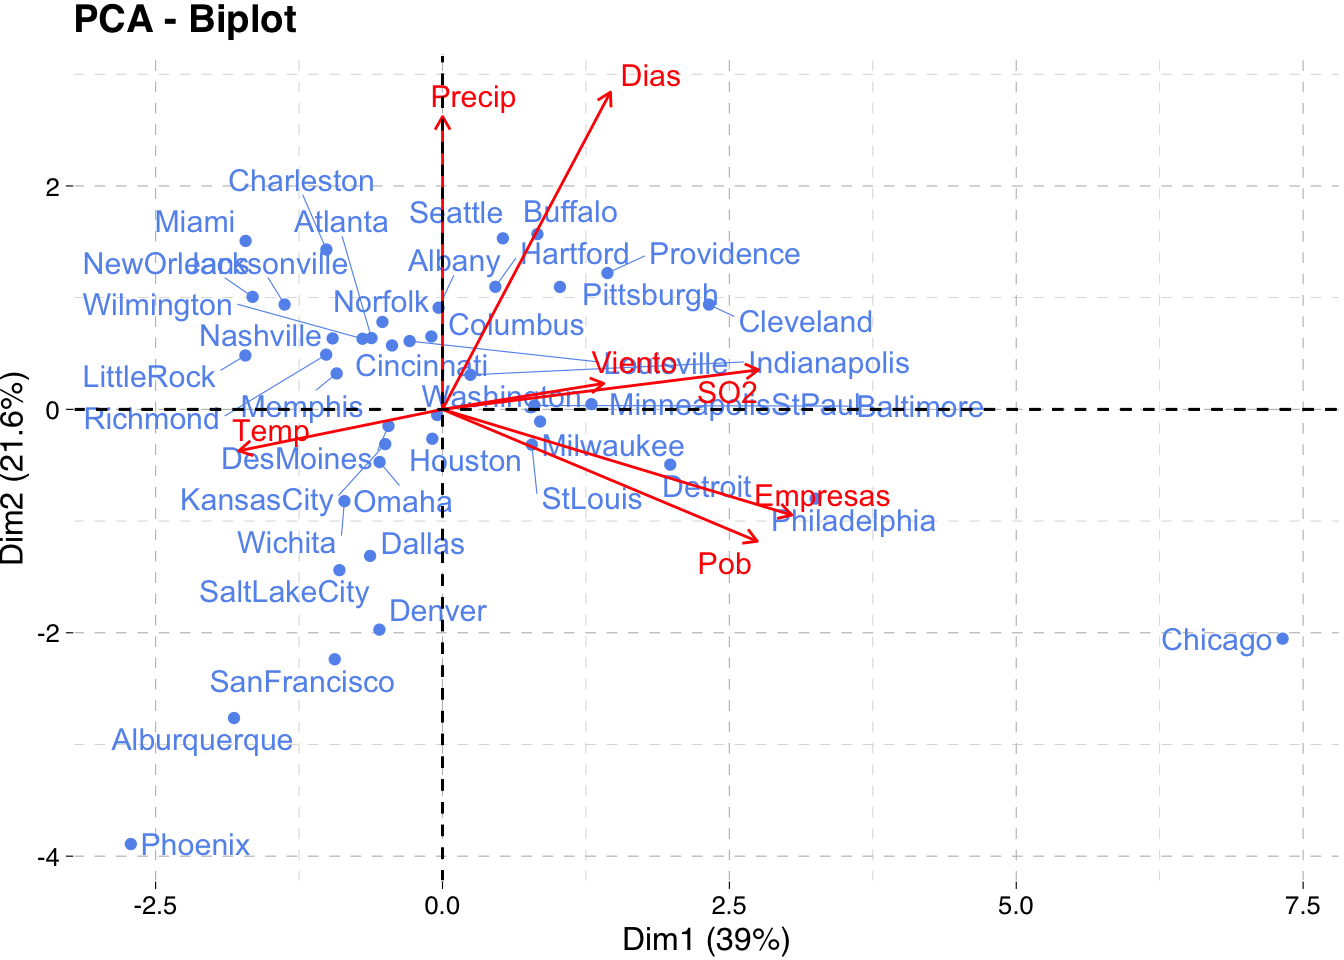 PCA - Biplot
Dias
Precip
Charleston
2
Miami
Atlanta
Seattle
Buffalo
NewOrleans
Jacksonville
Albany
Hartford
Providence
Wilmington
Norfolk
Pittsburgh
Nashville
Columbus
Cleveland
LittleRock
Cincinnati
Viento
Louisville
Indianapolis
Richmond
Memphis
Washington
SO2
0
MinneapolisStPaul
Baltimore
Temp
DesMoines
Houston
Milwaukee
KansasCity
Omaha
StLouis
Detroit
Empresas
Philadelphia
Wichita
Dallas
Pob
SaltLakeCity
Denver
-2
Chicago
SanFrancisco
Alburquerque
Phoenix
-4
-2.5
0.0
2.5
5.0
7.5
Dim1 (39%)
Dim2 (21.6%)